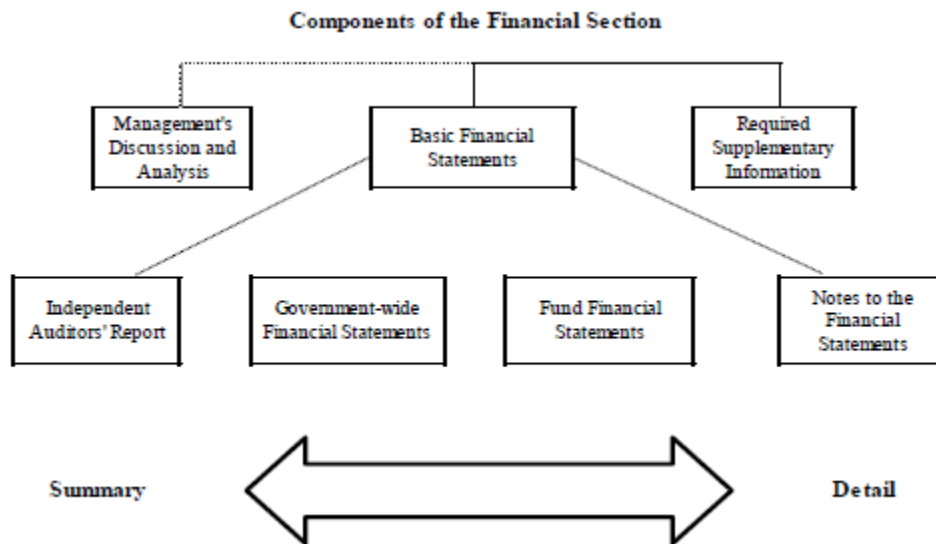 Components of the Financial Section
Management's
Discussion and
Analysis
Basic Financial
Statements
Required
Supplementary
Information
Independent
Auditors' Report
Government-wide
Financial Statements
Fund Financial
Statements
Notes to the
Financial
Statements
Summary
Detail